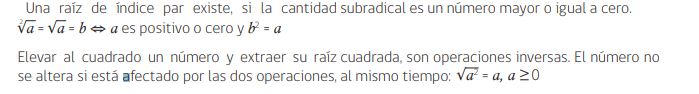 Una raíz de índice par existe, si la cantidad subradical es un número mayor o igual a cero.
²√a = √a = b ⇔ a es positivo o cero y b² = a
Elevar al cuadrado un número y extraer su raíz cuadrada, son operaciones inversas. El número no
se altera si está afectado por las dos operaciones, al mismo tiempo: √a² = a, a ≥ 0